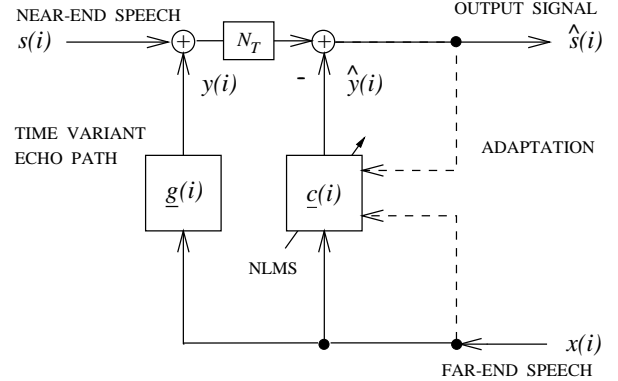 NEAR-END SPEECH
OUTPUT SIGNAL
s(i)
N_T
ŝ(i)
y(i)
-
ŷ(i)
TIME VARIANT
ECHO PATH
ADAPTATION
g(i)
c(i)
NLMS
x(i)
FAR-END SPEECH